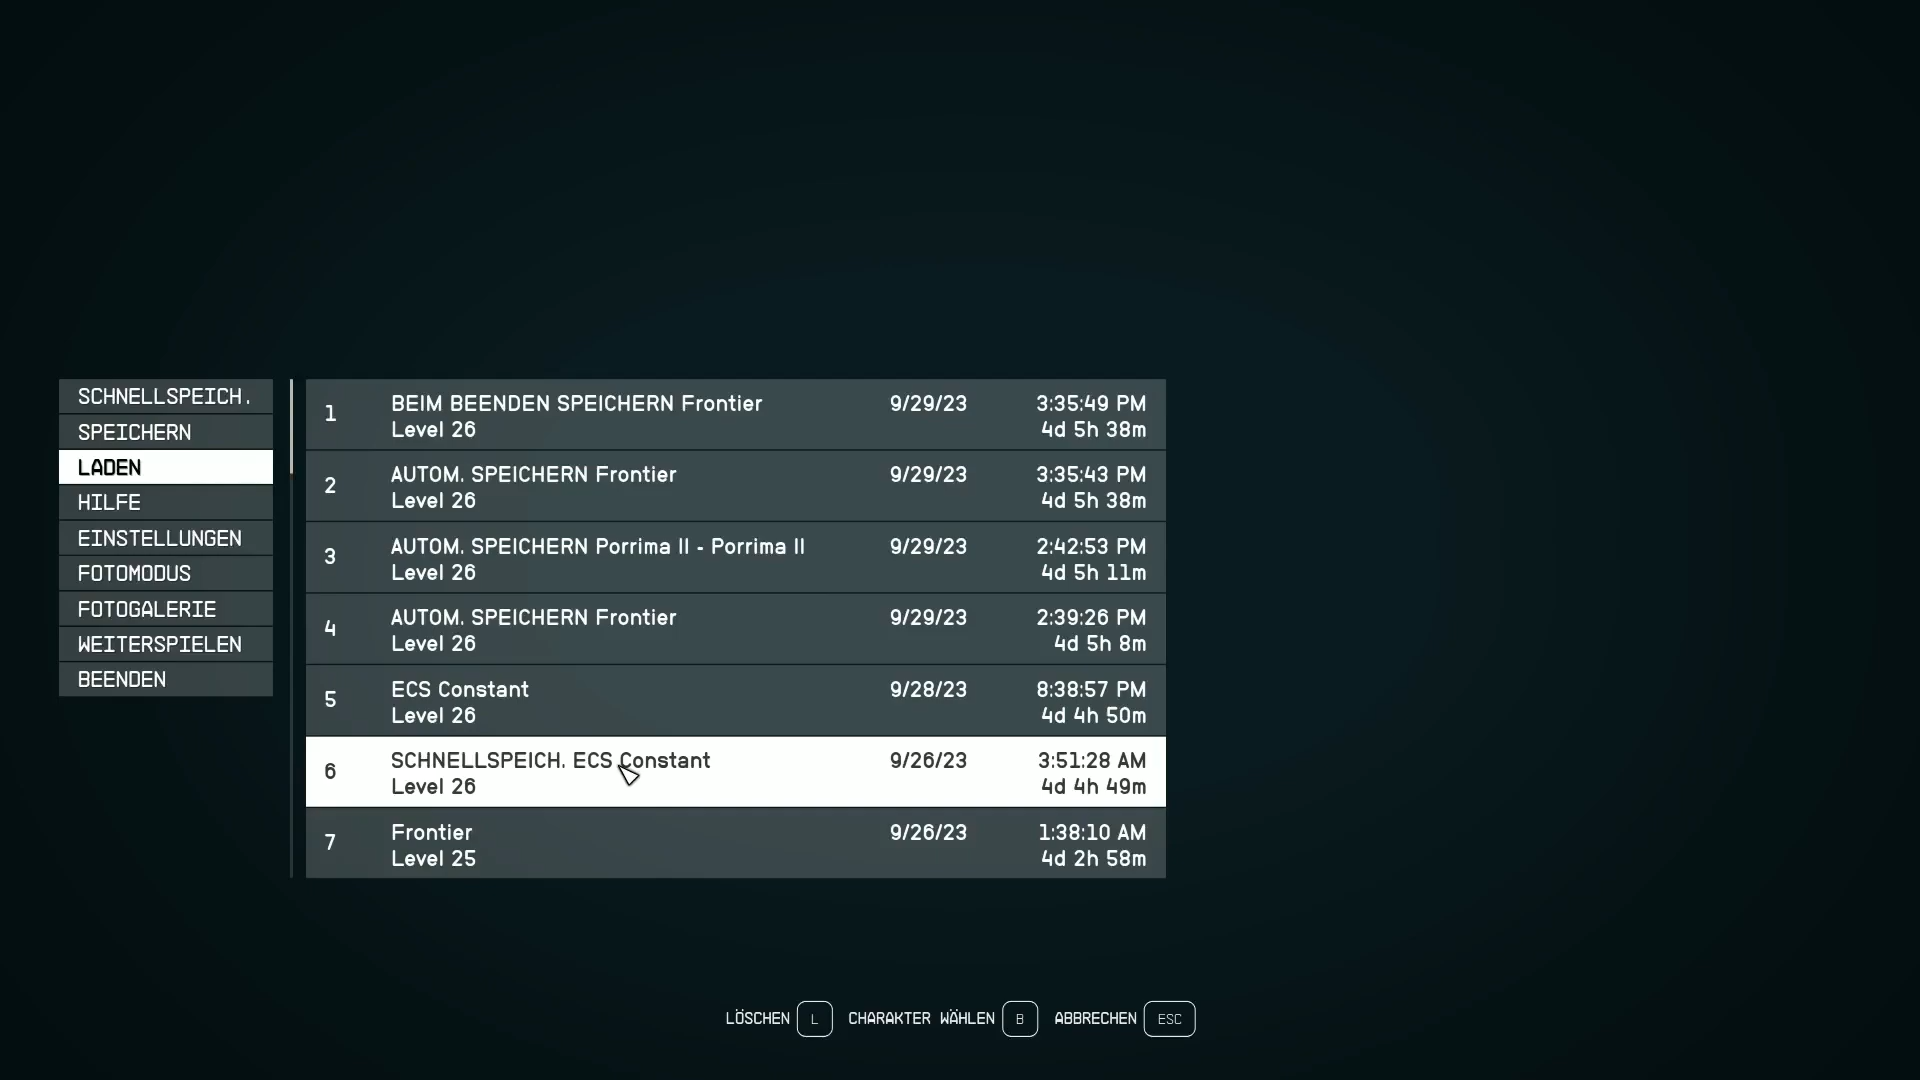 SCHNELLSPEICH.
SPEICHERN
LADEN
HILFE
EINSTELLUNGEN
FOTOMODUS
FOTOGALERIE
WEITERSPIELEN
BEENDEN
1 BEIM BEENDEN SPEICHERN Frontier 9/29/23 3:35:49 PM
Level 26 4d 5h 38m
2 AUTOM. SPEICHERN Frontier 9/29/23 3:35:43 PM
Level 26 4d 5h 38m
3 AUTOM. SPEICHERN Porrima II - Porrima II 9/29/23 2:42:53 PM
Level 26 4d 5h 11m
4 AUTOM. SPEICHERN Frontier 9/29/23 2:39:26 PM
Level 26 4d 5h 8m
5 ECS Constant 9/28/23 8:38:57 PM
Level 26 4d 4h 50m
6 SCHNELLSPEICH. ECS Constant 9/26/23 3:51:28 AM
Level 26 4d 4h 49m
7 Frontier 9/26/23 1:38:10 AM
Level 25 4d 2h 58m
LÖSCHEN L CHARAKTER WÄHLEN B ABBRECHEN ESC